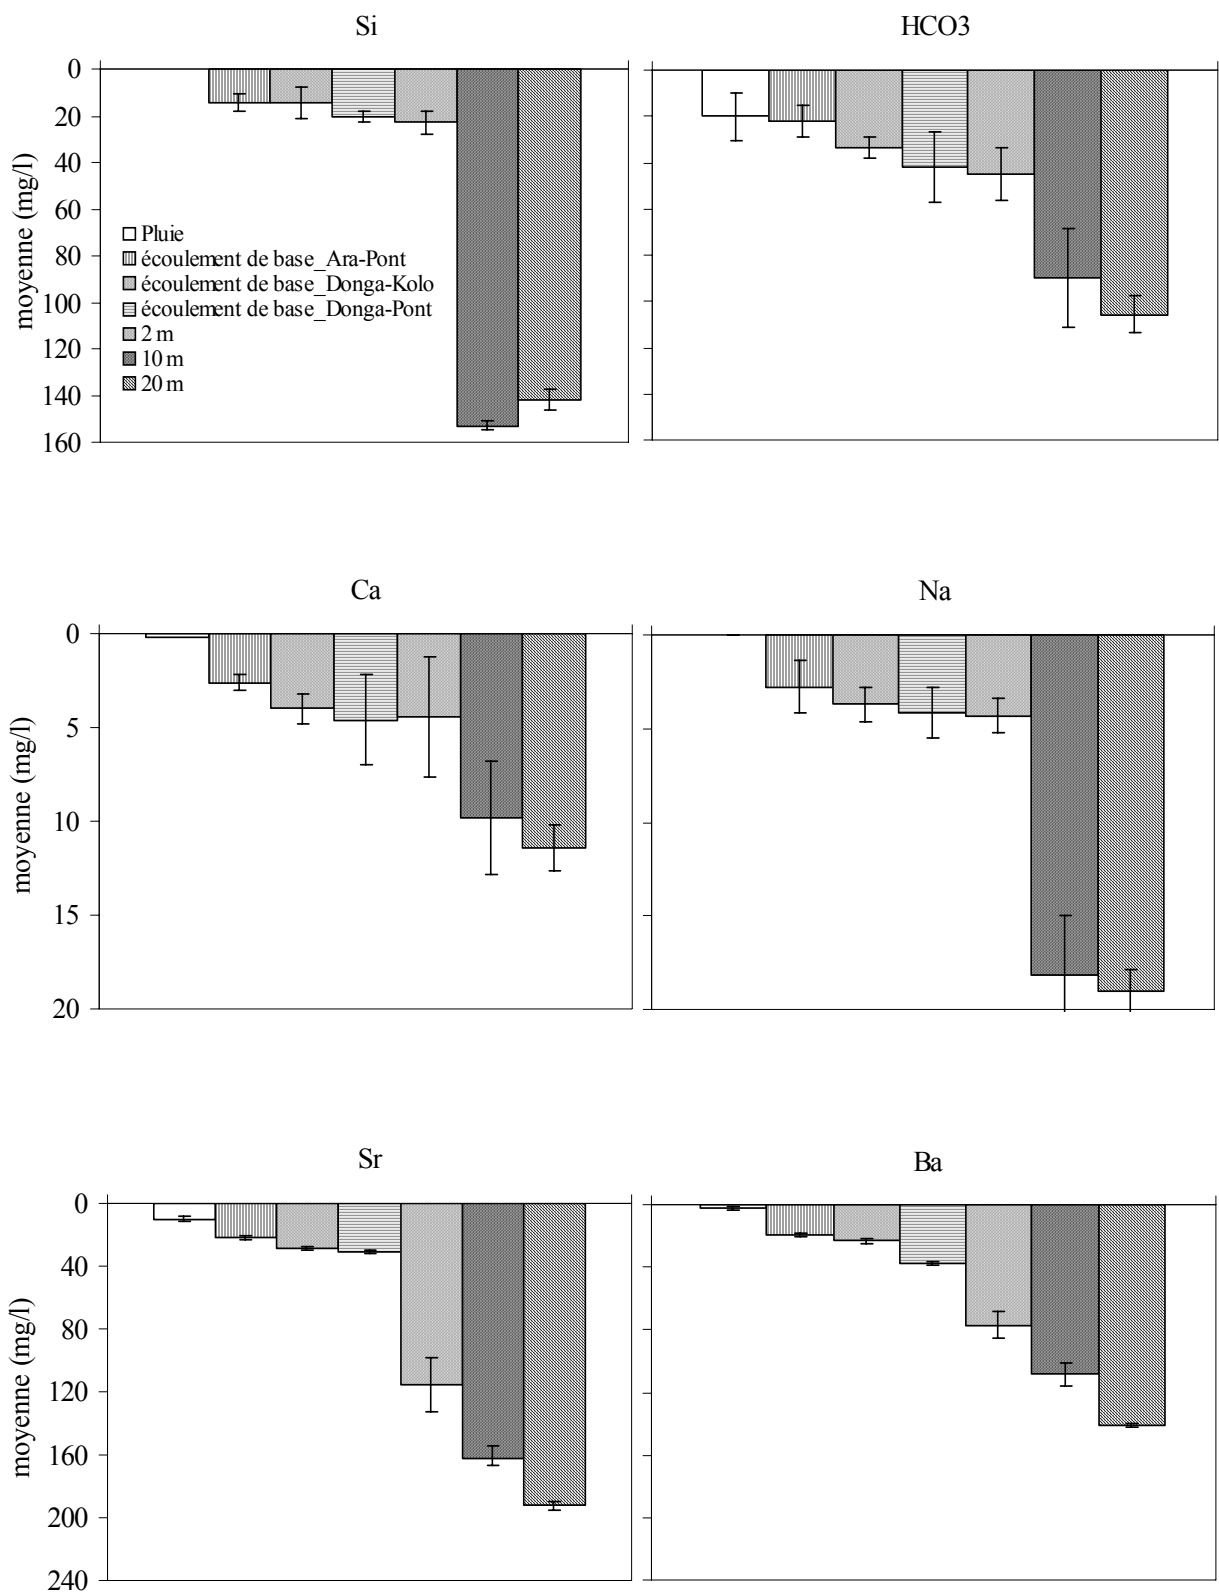 Si
HCO3
0
20
40
60
80
100
120
140
160
moyenne (mg/l)
Pluie
écoulement de base_Ara-Pont
écoulement de base_Donga-Kolo
écoulement de base_Donga-Pont
2 m
10 m
20 m
Ca
Na
0
5
10
15
20
moyenne (mg/l)
Sr
Ba
0
40
80
120
160
200
240
moyenne (mg/l)